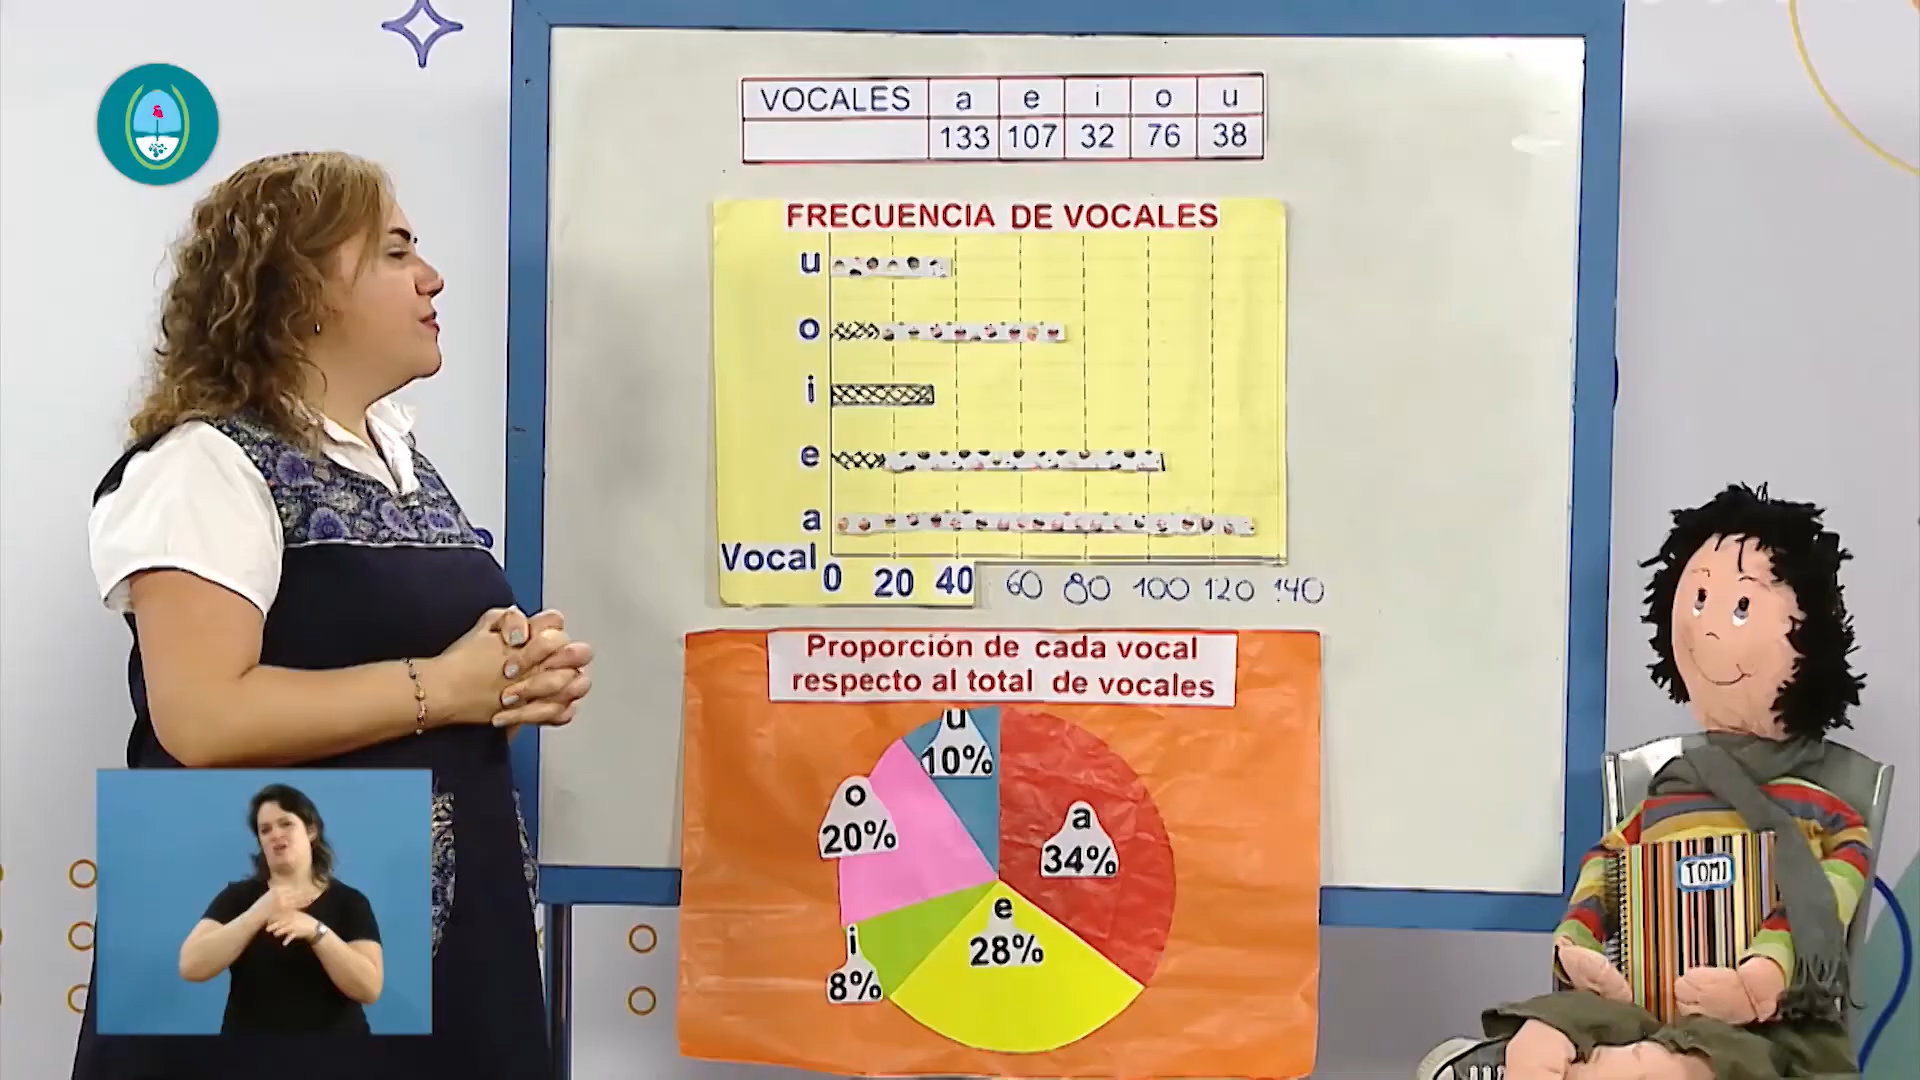 VOCALES a e i o u
133 107 32 76 38
FRECUENCIA DE VOCALES
u
o
i
e
a
Vocal
0 20 40 60 80 100 120 140
Proporción de cada vocal
respecto al total de vocales
u
10%
a
34%
o
20%
e
28%
i
8%
TOMI